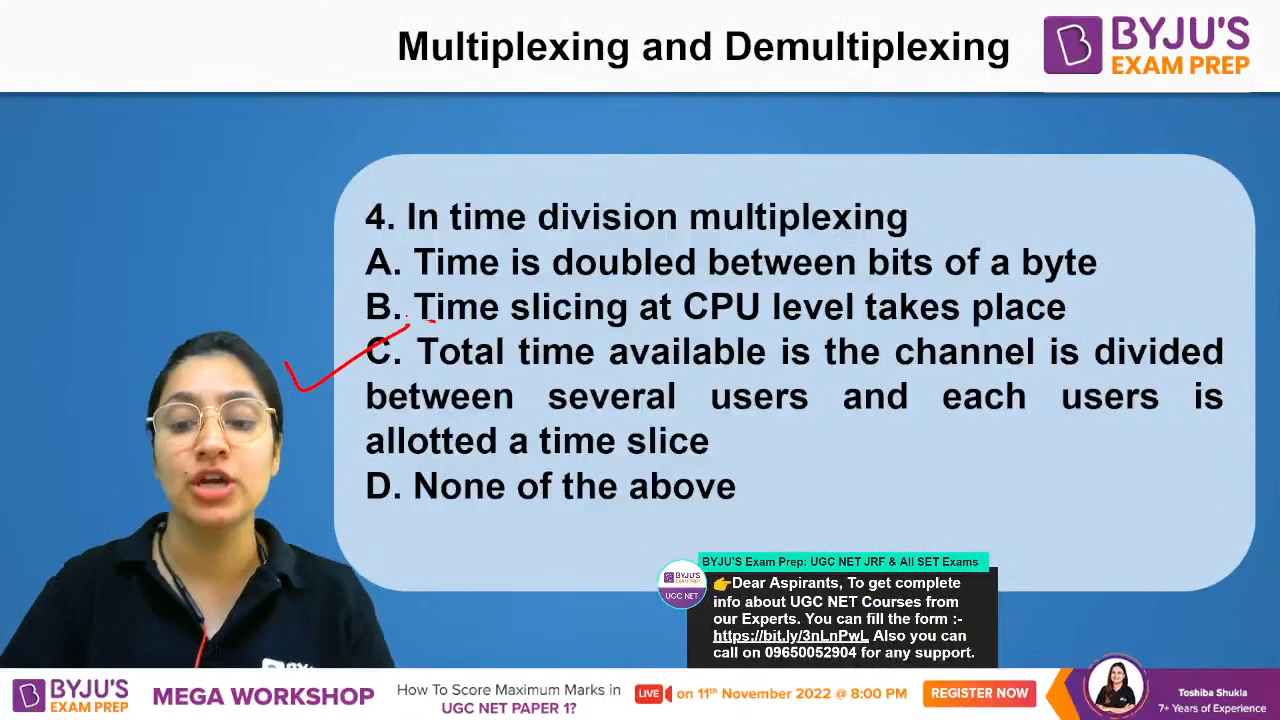 Multiplexing and Demultiplexing
BYJU'S
EXAM PREP
4. In time division multiplexing
A. Time is doubled between bits of a byte
B. Time slicing at CPU level takes place
C. Total time available is the channel is divided
between several users and each users is
allotted a time slice
D. None of the above
BYJU'S Exam Prep: UGC NET JRF & All SET Exams
BYJU'S
EXAM PREP
UGC NET
👉Dear Aspirants, To get complete
info about UGC NET Courses from
our Experts. You can fill the form :-
https://bit.ly/3nLnPwL Also you can
call on 09650052904 for any support.
BYJU'S
EXAM PREP
MEGA WORKSHOP
How To Score Maximum Marks in
UGC NET PAPER 1?
LIVE on 11th November 2022 @ 8:00 PM
REGISTER NOW
Toshiba Shukla
7+ Years of Experience